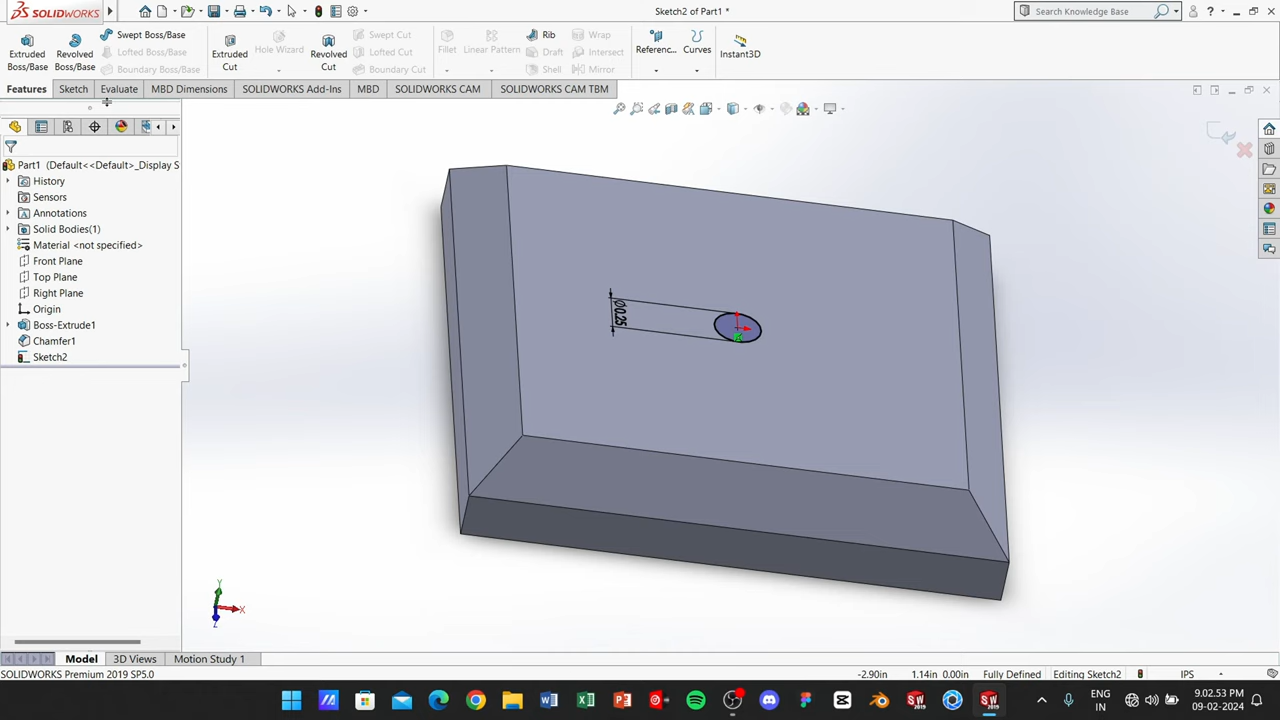 SOLIDWORKS
Sketch2 of Part1 *
Search Knowledge Base
Extruded Boss/Base
Revolved Boss/Base
Swept Boss/Base
Lofted Boss/Base
Boundary Boss/Base
Extruded Cut
Hole Wizard
Revolved Cut
Swept Cut
Lofted Cut
Boundary Cut
Fillet
Linear Pattern
Rib
Draft
Shell
Wrap
Intersect
Mirror
Referenc...
Curves
Instant3D
Features
Sketch
Evaluate
MBD Dimensions
SOLIDWORKS Add-Ins
MBD
SOLIDWORKS CAM
SOLIDWORKS CAM TBM
Part1 (Default<<Default>_Display S
History
Sensors
Annotations
Solid Bodies(1)
Material <not specified>
Front Plane
Top Plane
Right Plane
Origin
Boss-Extrude1
Chamfer1
Sketch2
Ø0.25
Y
X
Z
Model
3D Views
Motion Study 1
SOLIDWORKS Premium 2019 SP5.0
-2.90in 1.14in 0.00in Fully Defined Editing Sketch2 IPS
ENG
IN
9.02.53 PM
09-02-2024